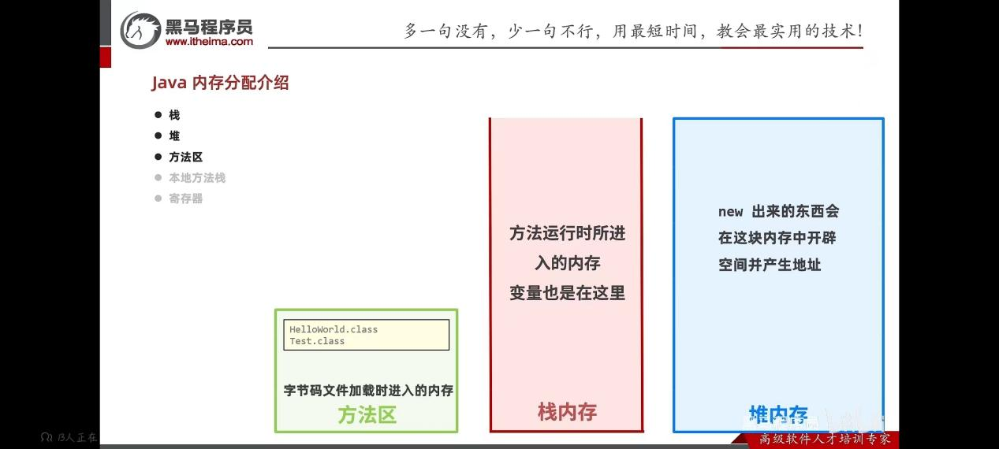 黑马程序员
www.itheima.com
多一句没有，少一句不行，用最短时间，教会最实用的技术！
Java 内存分配介绍
● 栈
● 堆
● 方法区
● 本地方法栈
● 寄存器
HelloWorld.class
Test.class
字节码文件加载时进入的内存
方法区
方法运行时所进
入的内存
变量也是在这里
栈内存
new 出来的东西会
在这块内存中开辟
空间并产生地址
堆内存
高级软件人才培训专家
13人正在